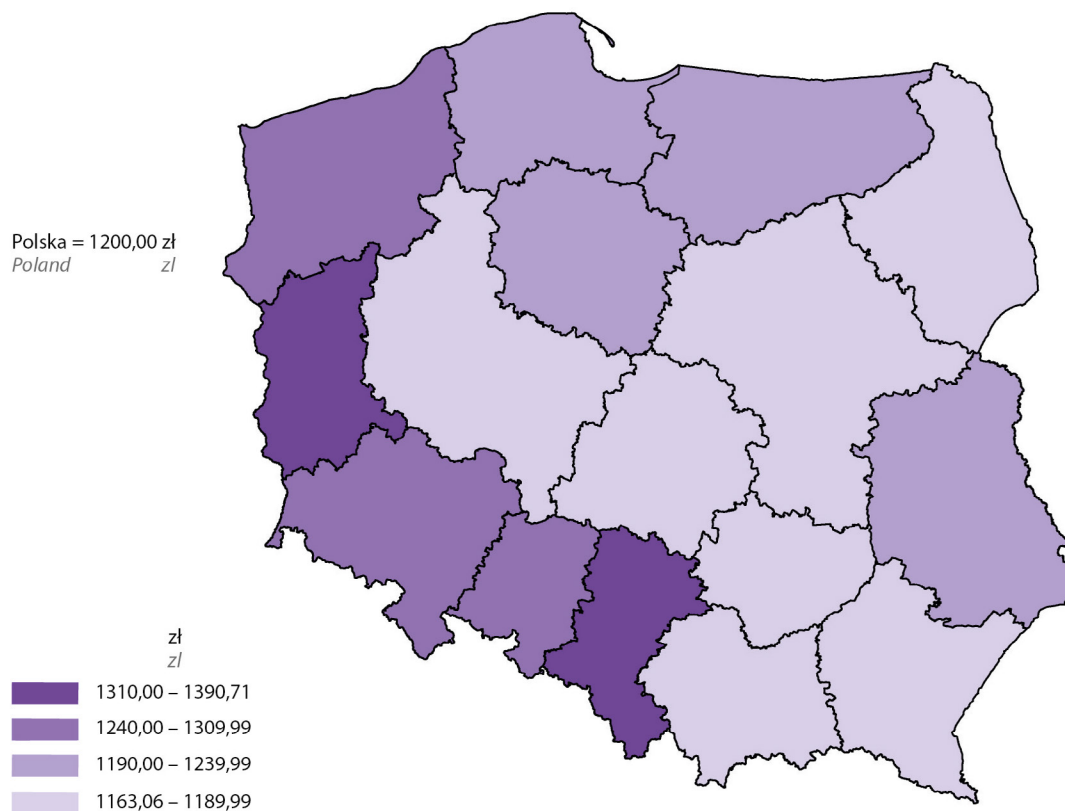 Polska = 1200,00 zł
Poland zl
zł
zl
1310,00 – 1390,71
1240,00 – 1309,99
1190,00 – 1239,99
1163,06 – 1189,99